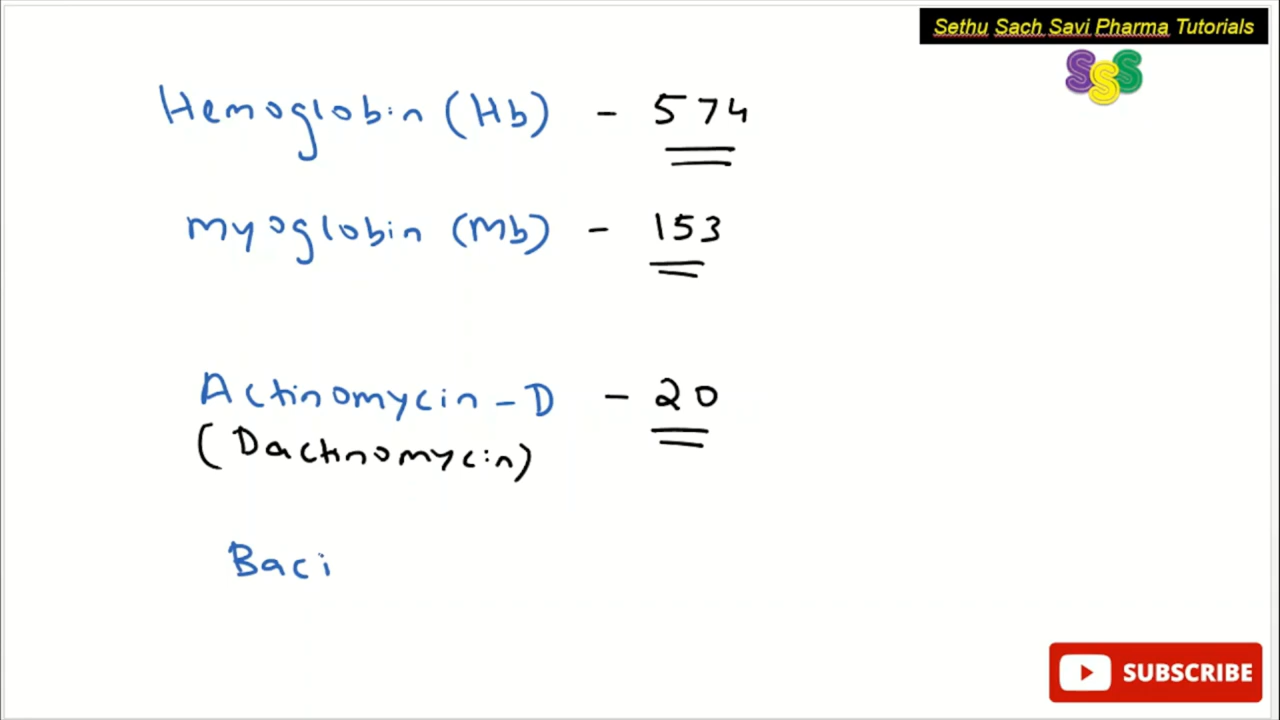 Sethu Sach Savi Pharma Tutorials
SSS
Hemoglobin (Hb) - 574
Myoglobin (Mb) - 153
Actinomycin - D - 20
(Dactinomycin)
Baci
SUBSCRIBE